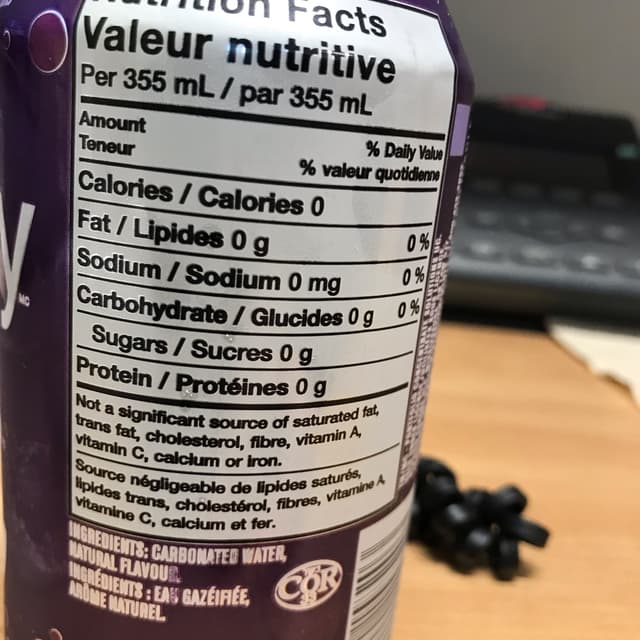 Nutrition Facts
Valeur nutritive
Per 355 mL / par 355 mL
Amount
Teneur
% Daily Value
% valeur quotidienne
Calories / Calories 0
Fat / Lipides 0 g 0 %
Sodium / Sodium 0 mg 0 %
Carbohydrate / Glucides 0 g 0 %
Sugars / Sucres 0 g
Protein / Protéines 0 g
Not a significant source of saturated fat,
trans fat, cholesterol, fibre, vitamin A,
vitamin C, calcium or iron.
Source négligeable de lipides saturés,
lipides trans, cholestérol, fibres, vitamine A,
vitamine C, calcium et fer.
INGREDIENTS: CARBONATED WATER,
NATURAL FLAVOUR
INGRÉDIENTS : EAU GAZÉIFIÉE,
ARÔME NATUREL.
COR
y
MC